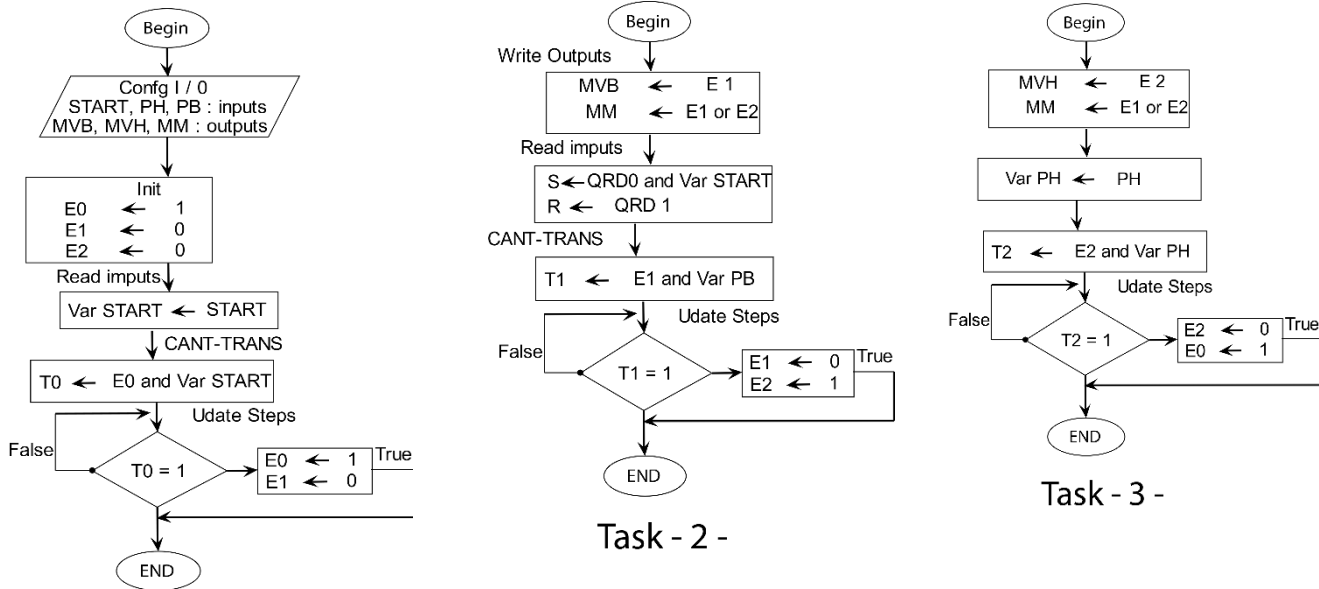 Begin
Confg I / 0
START, PH, PB : inputs
MVB, MVH, MM : outputs
Init
E0 ← 1
E1 ← 0
E2 ← 0
Read imputs
Var START ← START
CANT-TRANS
T0 ← E0 and Var START
Udate Steps
False
T0 = 1
E0 ← 1
E1 ← 0
True
END
Begin
Write Outputs
MVB ← E 1
MM ← E1 or E2
Read imputs
S ← QRD0 and Var START
R ← QRD 1
CANT-TRANS
T1 ← E1 and Var PB
Udate Steps
False
T1 = 1
E1 ← 0
E2 ← 1
True
END
Task - 2 -
Begin
MVH ← E 2
MM ← E1 or E2
Var PH ← PH
T2 ← E2 and Var PH
Udate Steps
False
T2 = 1
E2 ← 0
E0 ← 1
True
END
Task - 3 -